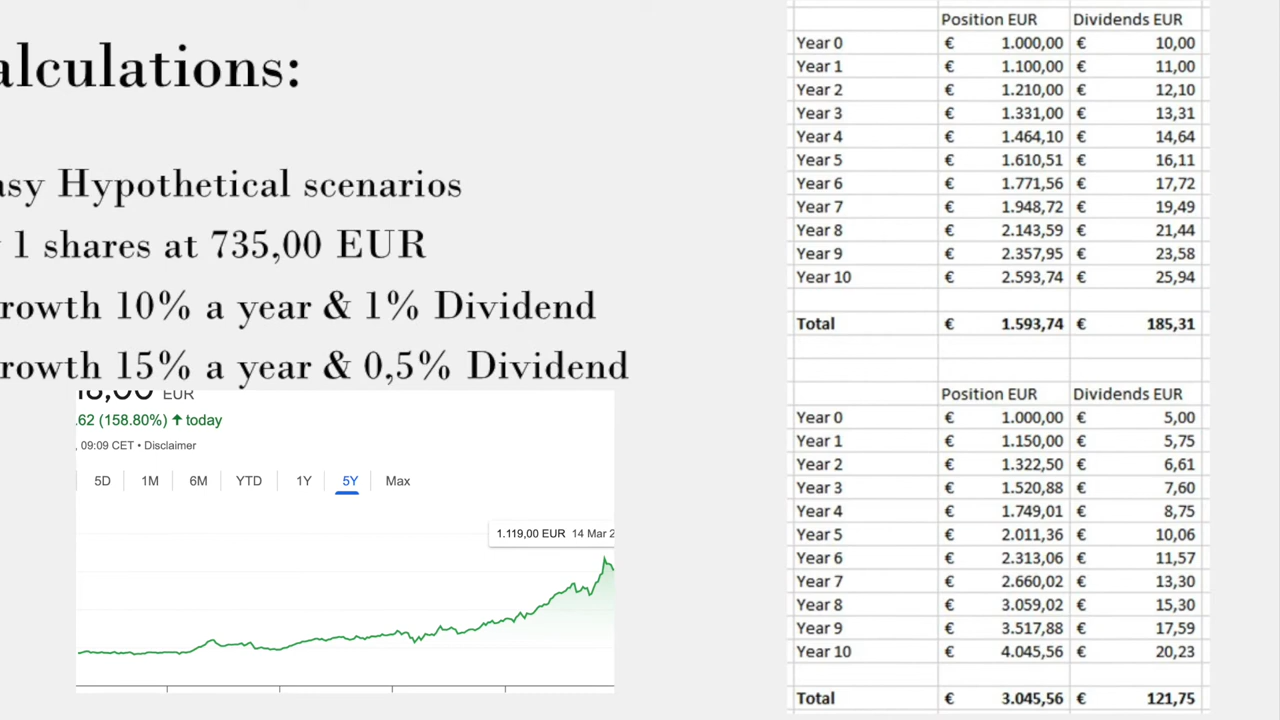 alculations:
asy Hypothetical scenarios
1 shares at 735,00 EUR
rowth 10% a year & 1% Dividend
rowth 15% a year & 0,5% Dividend
EUR
.62 (158.80%) ↑ today
, 09:09 CET • Disclaimer
5D 1M 6M YTD 1Y 5Y Max
1.119,00 EUR 14 Mar 2
Position EUR Dividends EUR
Year 0 € 1.000,00 € 10,00
Year 1 € 1.100,00 € 11,00
Year 2 € 1.210,00 € 12,10
Year 3 € 1.331,00 € 13,31
Year 4 € 1.464,10 € 14,64
Year 5 € 1.610,51 € 16,11
Year 6 € 1.771,56 € 17,72
Year 7 € 1.948,72 € 19,49
Year 8 € 2.143,59 € 21,44
Year 9 € 2.357,95 € 23,58
Year 10 € 2.593,74 € 25,94
Total € 1.593,74 € 185,31
Position EUR Dividends EUR
Year 0 € 1.000,00 € 5,00
Year 1 € 1.150,00 € 5,75
Year 2 € 1.322,50 € 6,61
Year 3 € 1.520,88 € 7,60
Year 4 € 1.749,01 € 8,75
Year 5 € 2.011,36 € 10,06
Year 6 € 2.313,06 € 11,57
Year 7 € 2.660,02 € 13,30
Year 8 € 3.059,02 € 15,30
Year 9 € 3.517,88 € 17,59
Year 10 € 4.045,56 € 20,23
Total € 3.045,56 € 121,75